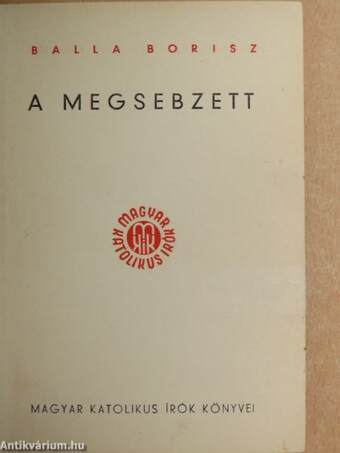 BALLA BORISZ
A MEGSEBZETT
MAGYAR KATOLIKUS ÍRÓK
MAGYAR KATOLIKUS ÍRÓK KÖNYVEI
Antikvárium.hu